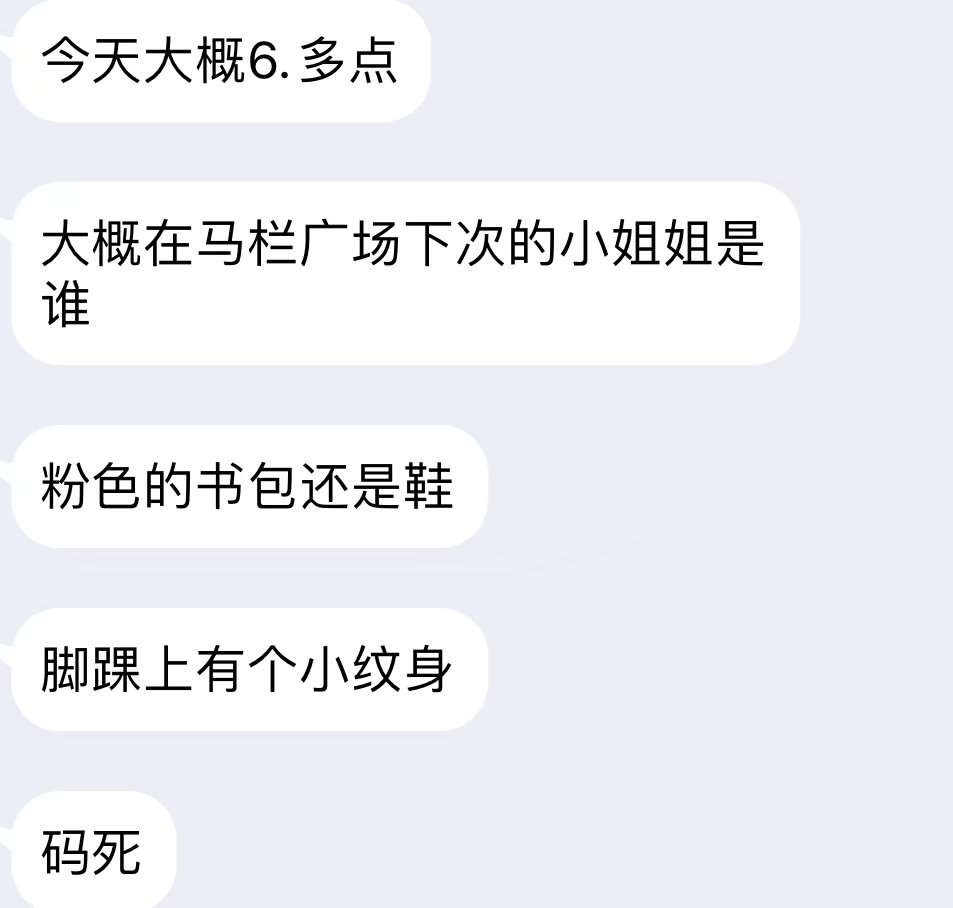 今天大概6.多点
大概在马栏广场下次的小姐姐是
谁
粉色的书包还是鞋
脚踝上有个小纹身
码死